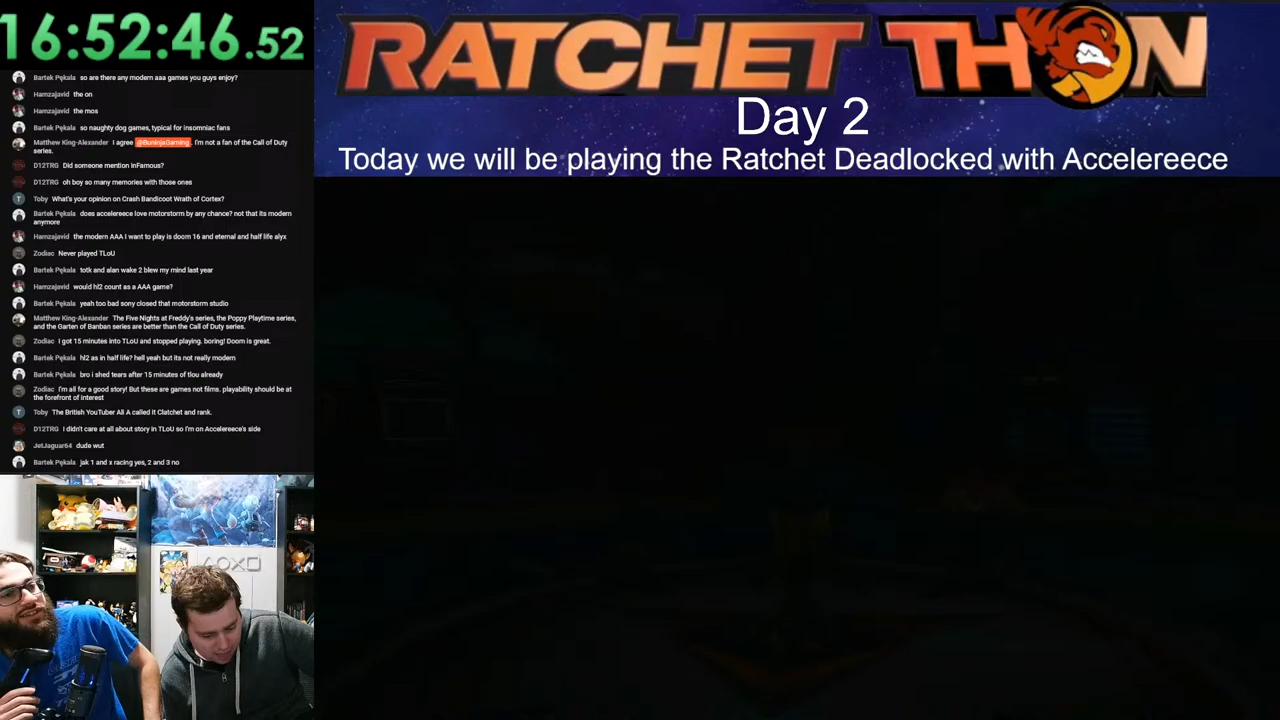 16:52:46.52
RATCHET THON
Day 2
Today we will be playing the Ratchet Deadlocked with Accelereece
Bartek Pękala so are there any modern aaa games you guys enjoy?
Hamzajavid the on
Hamzajavid the mos
Bartek Pękala so naughty dog games, typical for insomniac fans
Matthew King-Alexander I agree @BuninjaGaming. I'm not a fan of the Call of Duty
series.
D12TRG Did someone mention InFamous?
D12TRG oh boy so many memories with those ones
T Toby What's your opinion on Crash Bandicoot Wrath of Cortex?
Bartek Pękala does accelereece love motorstorm by any chance? not that its modern
anymore
Hamzajavid the modern AAA I want to play is doom 16 and eternal and half life alyx
Zodiac Never played TLoU
Bartek Pękala totk and alan wake 2 blew my mind last year
Hamzajavid would hl2 count as a AAA game?
Bartek Pękala yeah too bad sony closed that motorstorm studio
Matthew King-Alexander The Five Nights at Freddy's series, the Poppy Playtime series,
and the Garten of Banban series are better than the Call of Duty series.
Zodiac I got 15 minutes into TLoU and stopped playing. boring! Doom is great.
Bartek Pękala hl2 as in half life? hell yeah but its not really modern
Bartek Pękala bro i shed tears after 15 minutes of tlou already
Zodiac I'm all for a good story! But these are games not films. playability should be at
the forefront of interest
T Toby The British YouTuber Ali A called it Clatchet and rank.
D12TRG I didn't care at all about story in TLoU so I'm on Accelereece's side
JetJaguar64 dude wut
Bartek Pękala jak 1 and x racing yes, 2 and 3 no